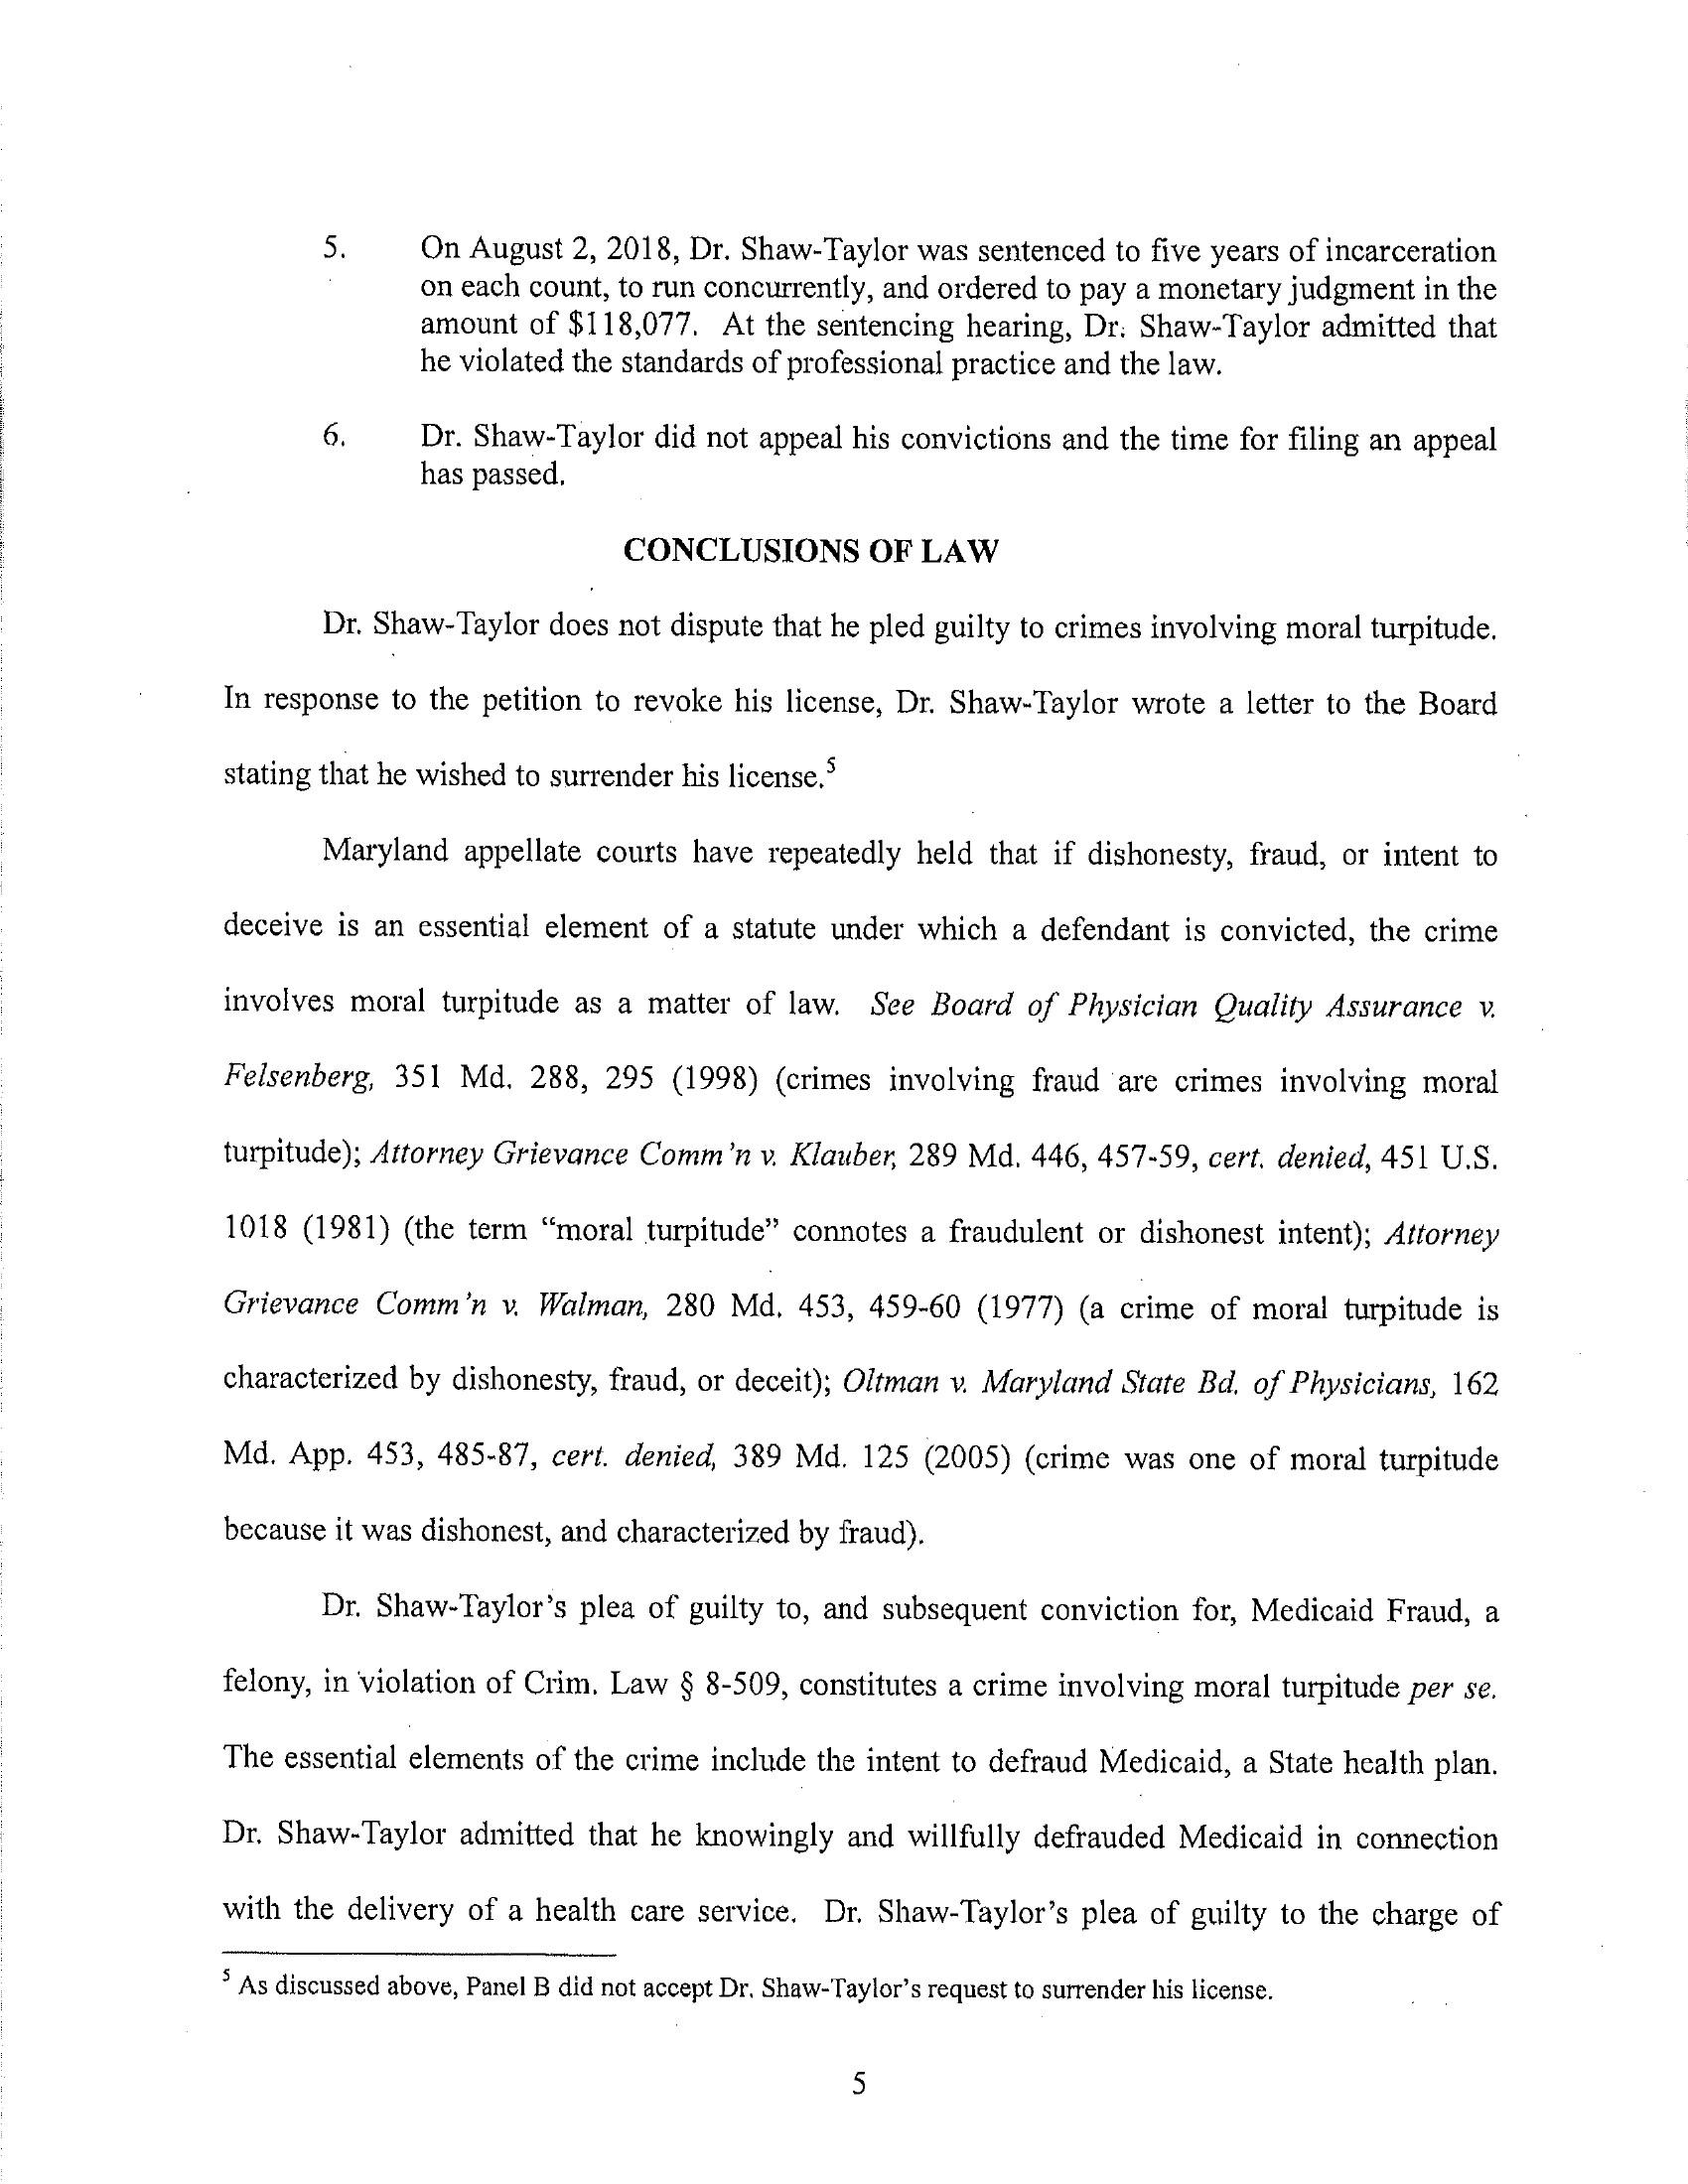 5. On August 2, 2018, Dr. Shaw-Taylor was sentenced to five years of incarceration
on each count, to run concurrently, and ordered to pay a monetary judgment in the
amount of $118,077. At the sentencing hearing, Dr. Shaw-Taylor admitted that
he violated the standards of professional practice and the law.
6. Dr. Shaw-Taylor did not appeal his convictions and the time for filing an appeal
has passed.
CONCLUSIONS OF LAW
Dr. Shaw-Taylor does not dispute that he pled guilty to crimes involving moral turpitude.
In response to the petition to revoke his license, Dr. Shaw-Taylor wrote a letter to the Board
stating that he wished to surrender his license.⁵
Maryland appellate courts have repeatedly held that if dishonesty, fraud, or intent to
deceive is an essential element of a statute under which a defendant is convicted, the crime
involves moral turpitude as a matter of law. See Board of Physician Quality Assurance v.
Felsenberg, 351 Md. 288, 295 (1998) (crimes involving fraud are crimes involving moral
turpitude); Attorney Grievance Comm'n v. Klauber, 289 Md. 446, 457-59, cert. denied, 451 U.S.
1018 (1981) (the term “moral turpitude” connotes a fraudulent or dishonest intent); Attorney
Grievance Comm'n v. Walman, 280 Md. 453, 459-60 (1977) (a crime of moral turpitude is
characterized by dishonesty, fraud, or deceit); Oltman v. Maryland State Bd. of Physicians, 162
Md. App. 453, 485-87, cert. denied, 389 Md. 125 (2005) (crime was one of moral turpitude
because it was dishonest, and characterized by fraud).
Dr. Shaw-Taylor's plea of guilty to, and subsequent conviction for, Medicaid Fraud, a
felony, in violation of Crim. Law § 8-509, constitutes a crime involving moral turpitude per se.
The essential elements of the crime include the intent to defraud Medicaid, a State health plan.
Dr. Shaw-Taylor admitted that he knowingly and willfully defrauded Medicaid in connection
with the delivery of a health care service. Dr. Shaw-Taylor's plea of guilty to the charge of
⁵ As discussed above, Panel B did not accept Dr. Shaw-Taylor's request to surrender his license.
5